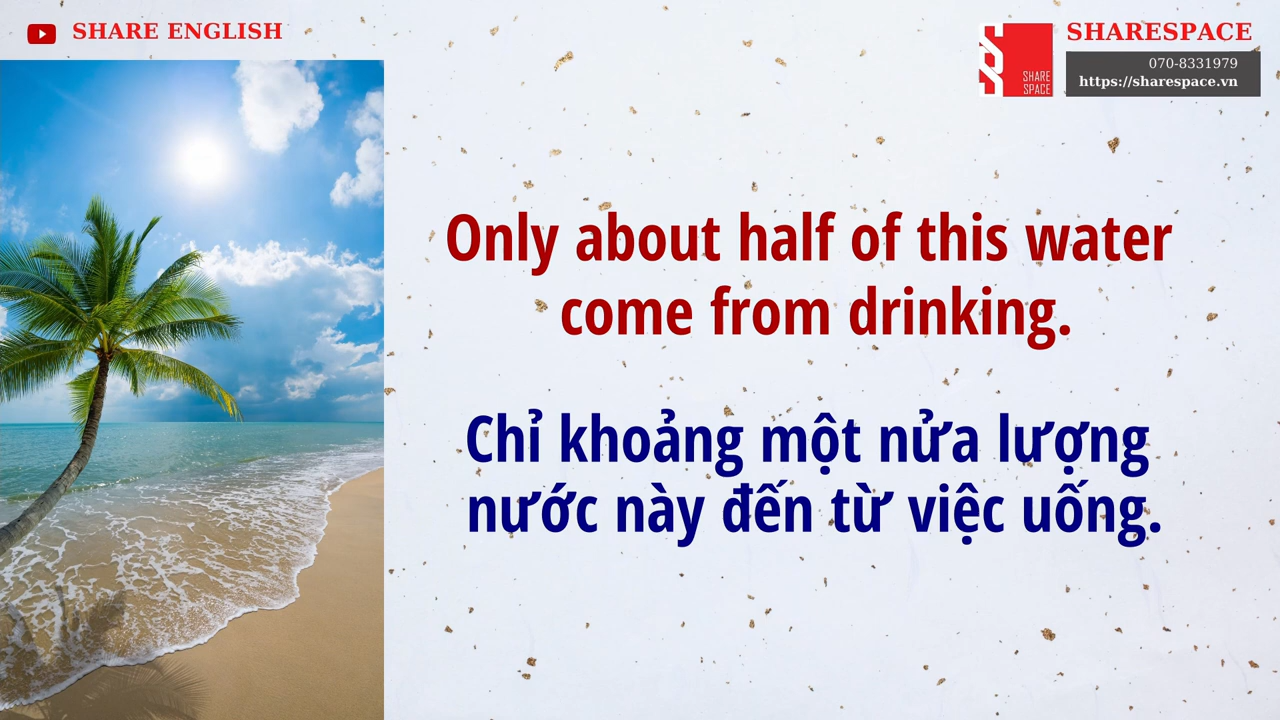 SHARE ENGLISH
SHARESPACE
SHARE
SPACE
070-8331979
https://sharespace.vn
Only about half of this water
come from drinking.
Chỉ khoảng một nửa lượng
nước này đến từ việc uống.